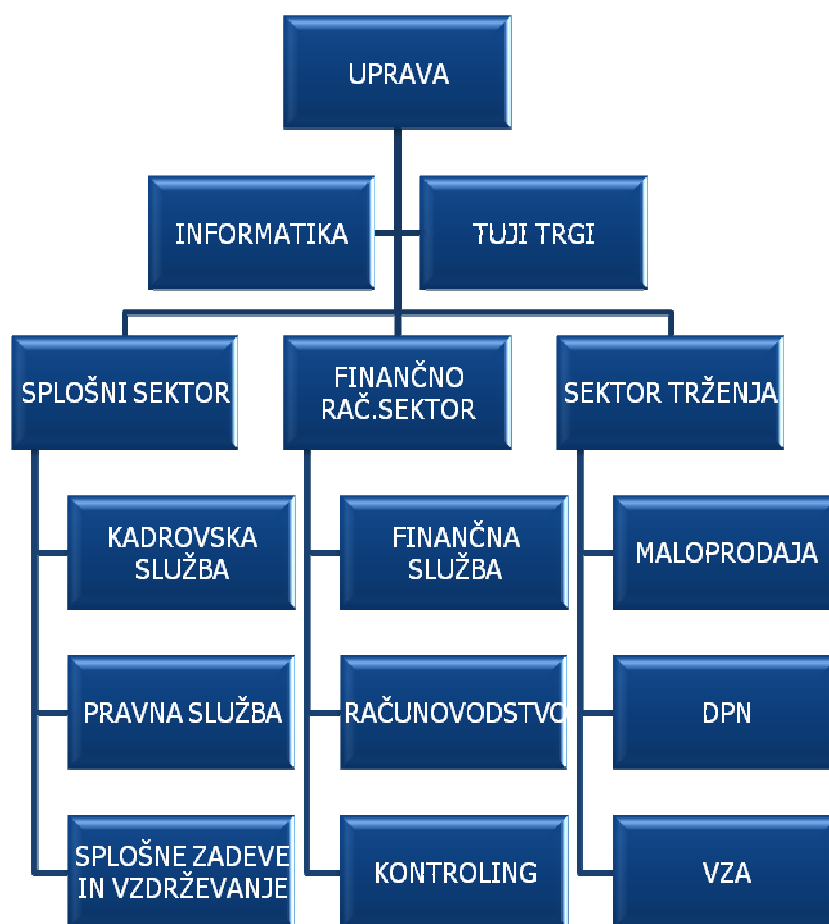 UPRAVA
INFORMATIKA
TUJI TRGI
SPLOŠNI SEKTOR
FINANČNO
RAČ.SEKTOR
SEKTOR TRŽENJA
KADROVSKA
SLUŽBA
FINANČNA
SLUŽBA
MALOPRODAJA
PRAVNA SLUŽBA
RAČUNOVODSTVO
DPN
SPLOŠNE ZADEVE
IN VZDRŽEVANJE
KONTROLING
VZA